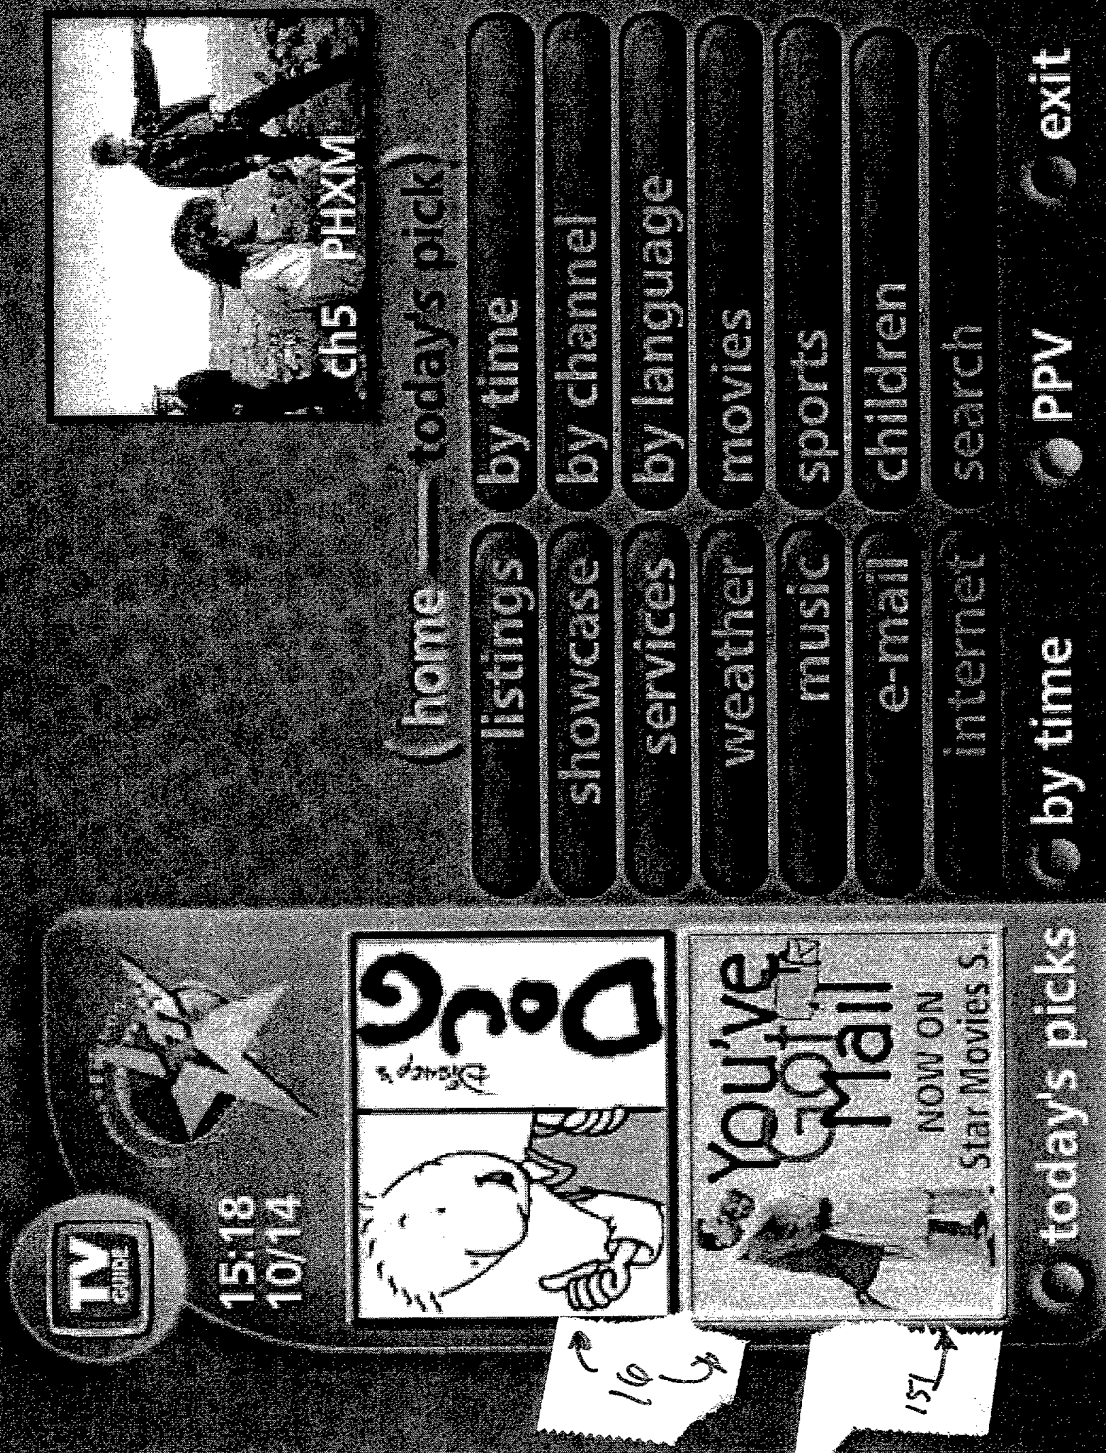 TV
GUIDE
15:18
10/14
ch5 PHXM
(home — today's pick)
Disney's
DOUG
You've
GOT
Mail
NOW ON
Star Movies S.
listings
by time
showcase
by channel
services
by language
weather
movies
music
sports
e-mail
children
internet
search
today's picks
by time
PPV
exit
16
151